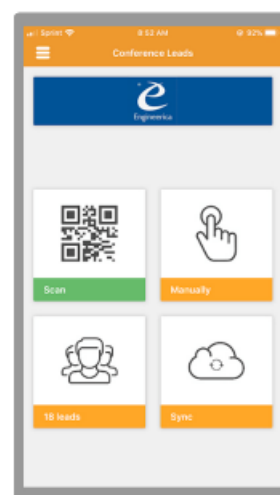 Sprint 8:52 AM 92%
Conference Leads
Engineerica
Scan
Manually
18 leads
Sync